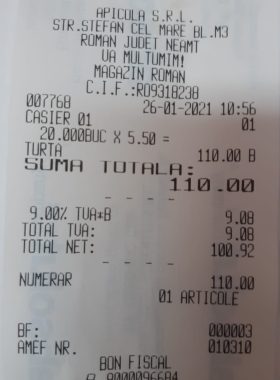 APICOLA S.R.L.
STR.STEFAN CEL MARE BL.M3
ROMAN JUDET NEAMT
VA MULTUMIM!
MAGAZIN ROMAN
C.I.F.:RO9318238
007768 26-01-2021 10:56
CASIER 01 01
20.000BUC X 5.50 =
TURTA 110.00 B
SUMA TOTALA:
110.00
- - - -
9.00% TVA*B 9.08
TOTAL TVA: 9.08
TOTAL NET: 100.92
- - - -
NUMERAR 110.00
01 ARTICOLE
BF: 000003
AMEF NR. 010310
BON FISCAL